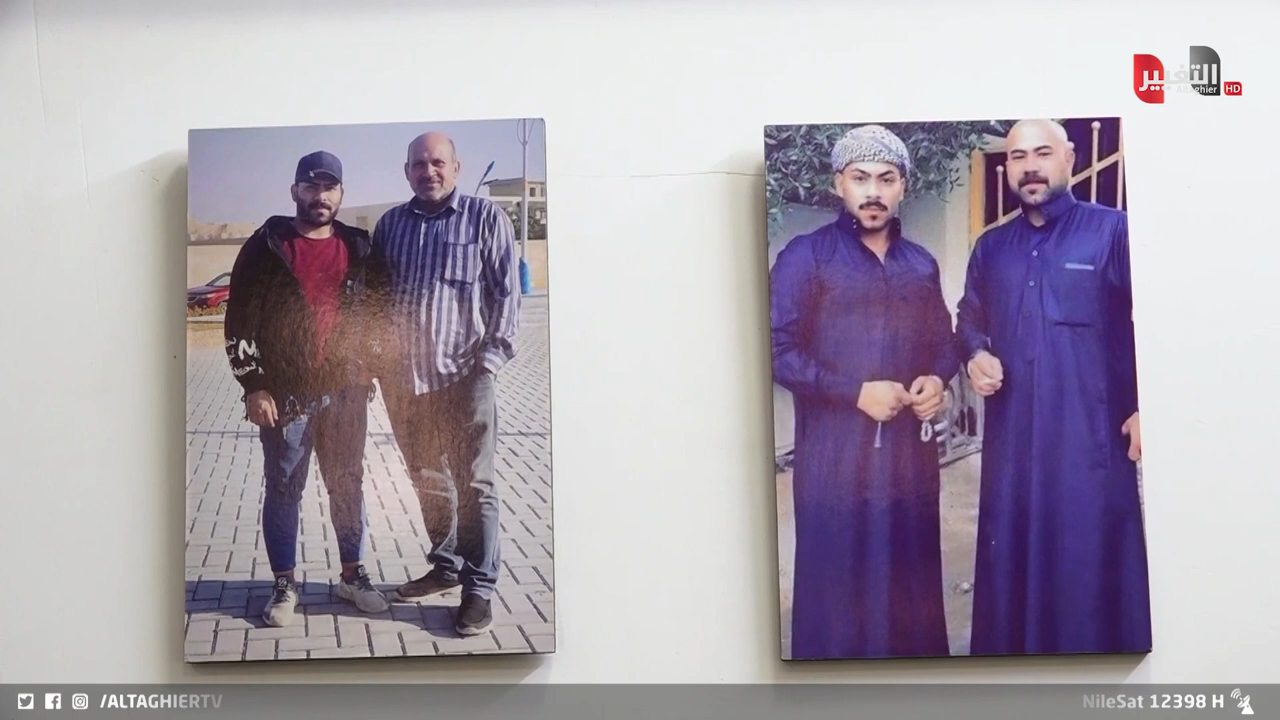 التغيير
Altaghier HD
/ALTAGHIERTV
NileSat 12398 H